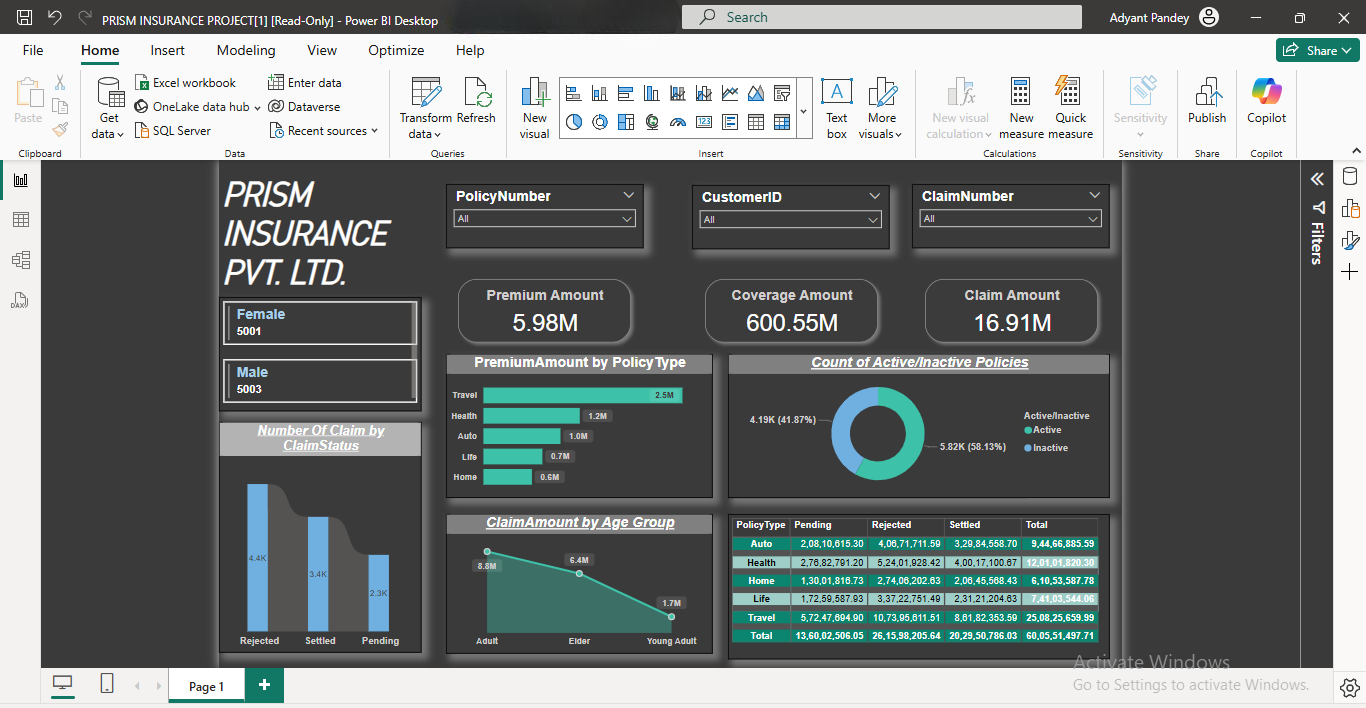 PRISM INSURANCE PROJECT[1] [Read-Only] - Power BI Desktop
Search
Adyant Pandey
File Home Insert Modeling View Optimize Help
Share
Paste
Get data
Excel workbook
OneLake data hub
SQL Server
Enter data
Dataverse
Recent sources
Transform data
Refresh
New visual
123
A
Text box
More visuals
New visual calculation
New measure
Quick measure
Sensitivity
Publish
Copilot
Clipboard Data Queries Insert Calculations Sensitivity Share Copilot
DAX
PRISM
INSURANCE
PVT. LTD.
PolicyNumber
All
CustomerID
All
ClaimNumber
All
Filters
Female
5001
Male
5003
Premium Amount
5.98M
Coverage Amount
600.55M
Claim Amount
16.91M
Number Of Claim by
ClaimStatus
4.4K
3.4K
2.3K
Rejected Settled Pending
PremiumAmount by PolicyType
Travel 2.5M
Health 1.2M
Auto 1.0M
Life 0.7M
Home 0.6M
Count of Active/Inactive Policies
4.19K (41.87%)
5.82K (58.13%)
Active/Inactive
Active
Inactive
ClaimAmount by Age Group
8.8M
6.4M
1.7M
Adult Elder Young Adult
PolicyType Pending Rejected Settled Total
Auto 2,08,10,615.30 4,06,71,711.59 3,29,84,558.70 9,44,66,885.59
Health 2,76,82,791.20 5,24,01,928.42 4,00,17,100.67 12,01,01,820.30
Home 1,30,01,816.73 2,74,06,202.63 2,06,45,568.43 6,10,53,587.78
Life 1,72,59,587.93 3,37,22,751.49 2,31,21,204.63 7,41,03,544.06
Travel 5,72,47,694.90 10,73,95,611.51 8,61,82,353.59 25,08,25,659.99
Total 13,60,02,506.05 26,15,98,205.64 20,29,50,786.03 60,05,51,497.71
Activate Windows
Go to Settings to activate Windows.
Page 1